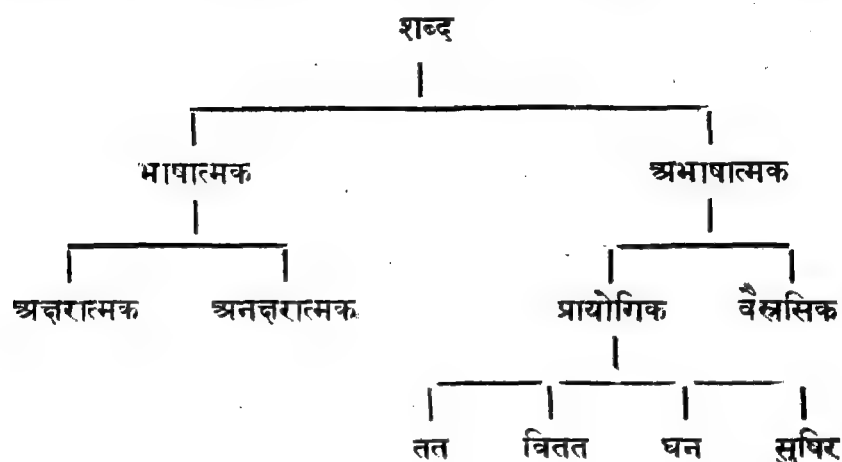 शब्द
भाषात्मक अभाषात्मक
अक्षरात्मक अनक्षरात्मक प्रायोगिक वैस्रसिक
तत वितत घन सुषिर